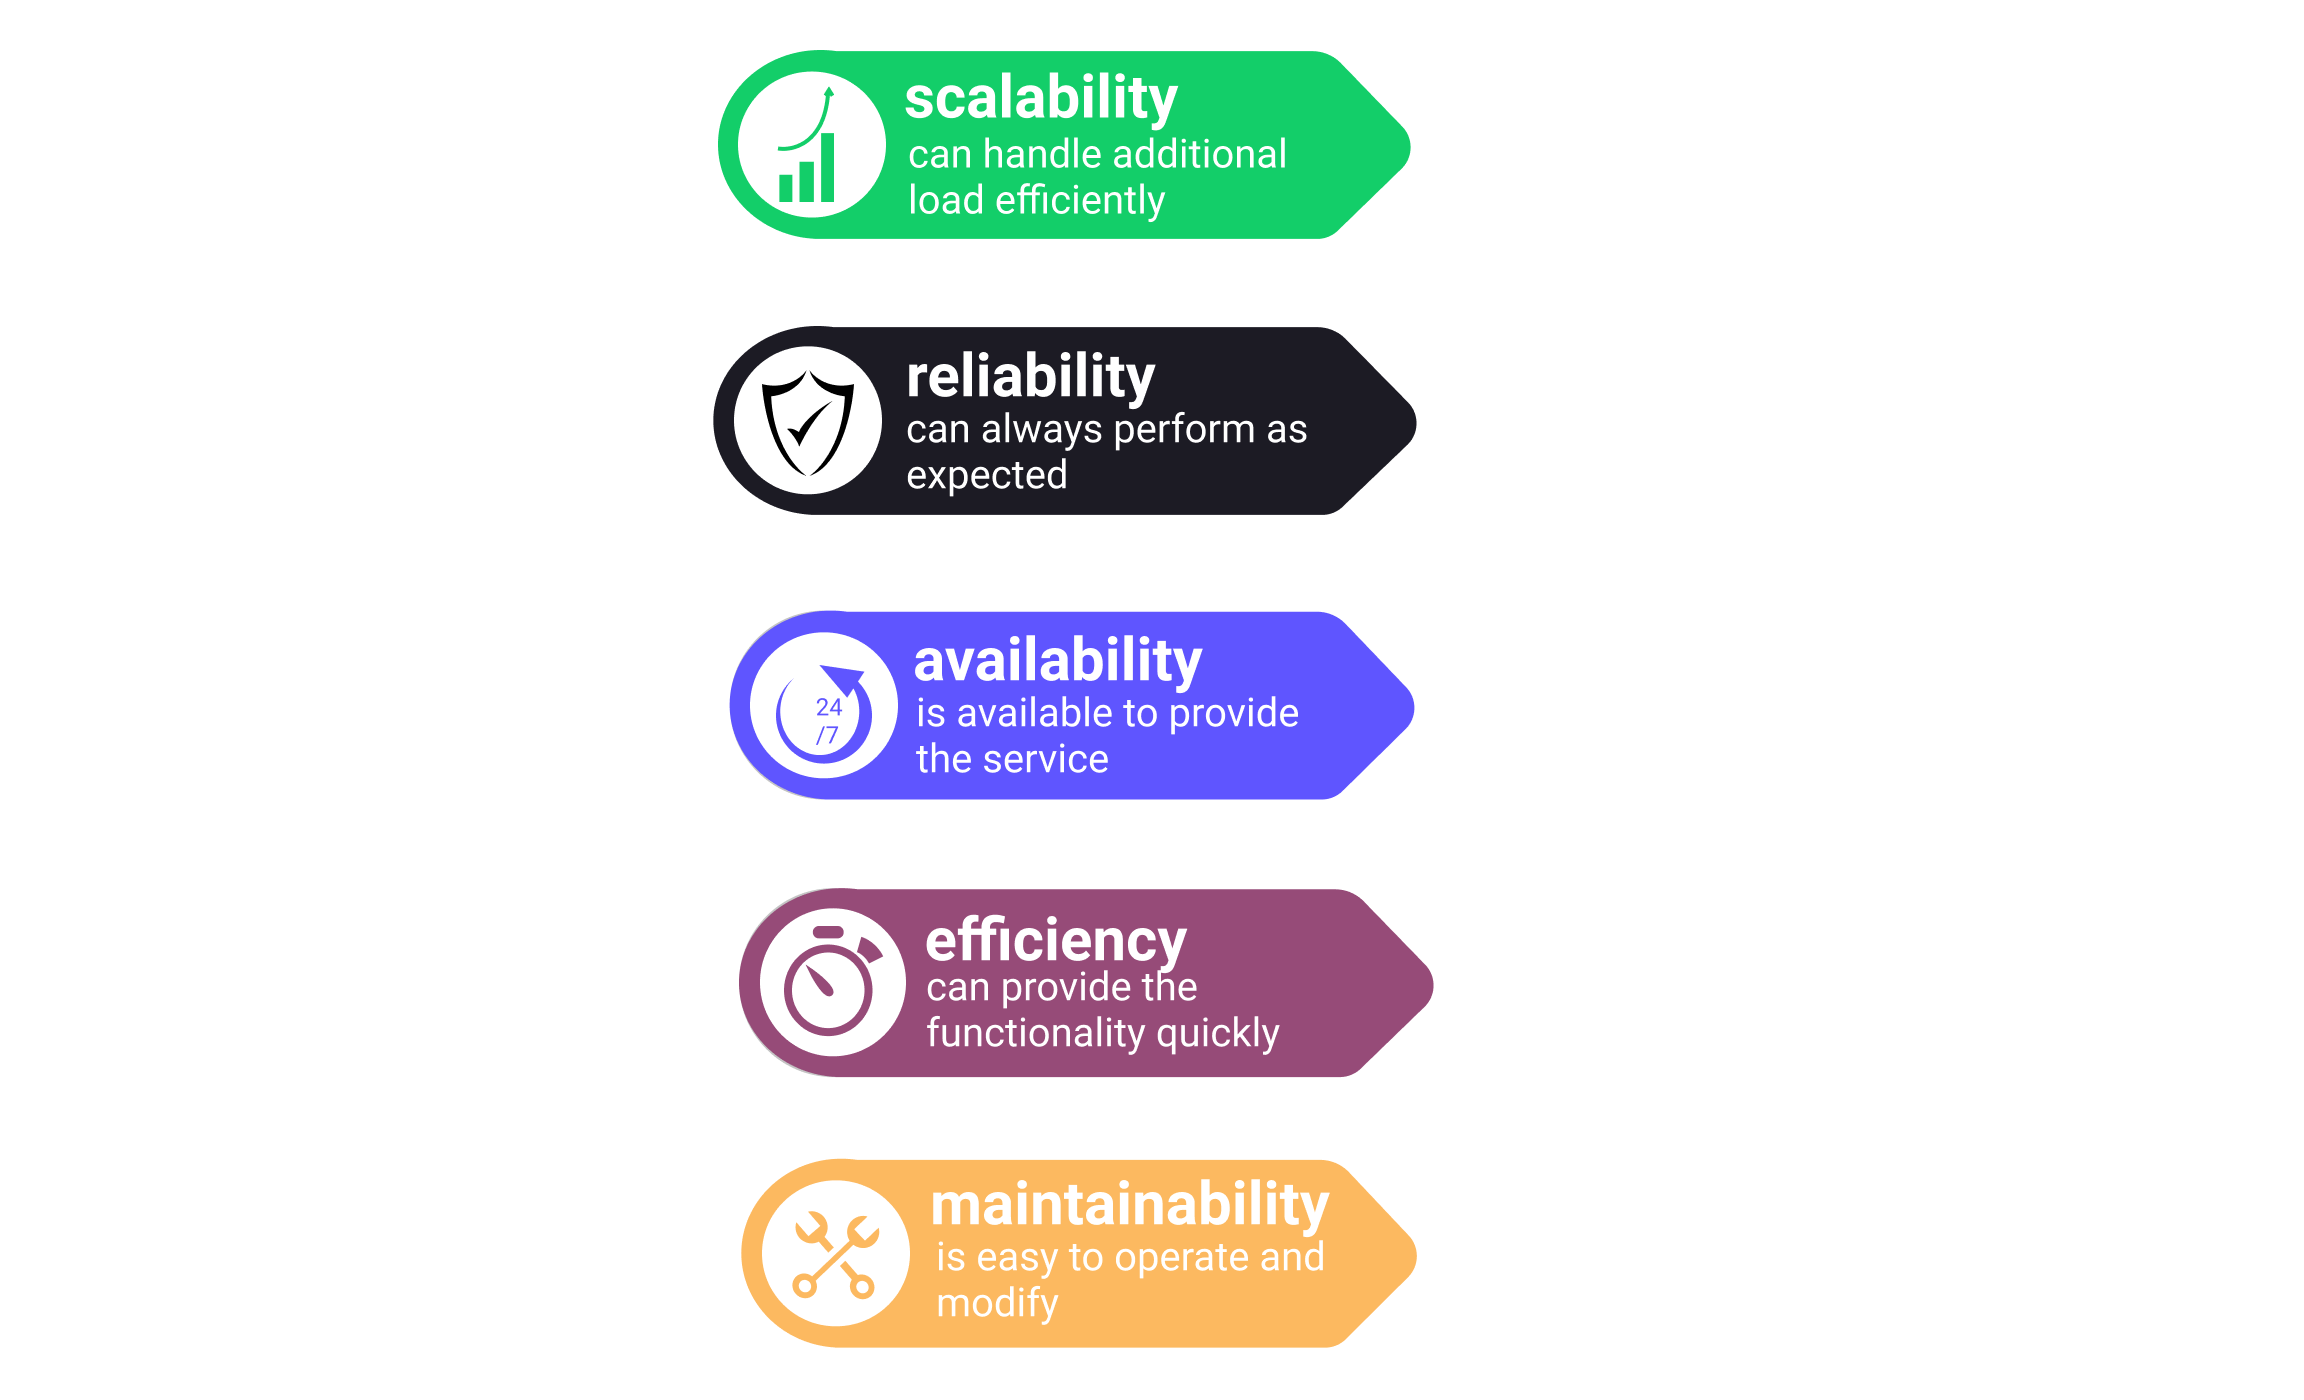 scalability
can handle additional
load efficiently
reliability
can always perform as
expected
availability
is available to provide
the service
24
/7
efficiency
can provide the
functionality quickly
maintainability
is easy to operate and
modify